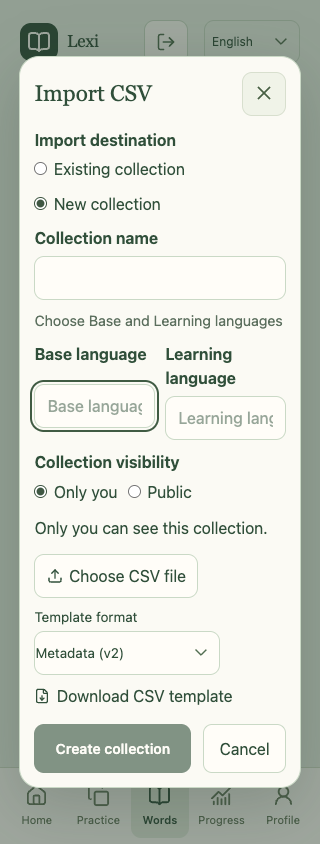 Lexi
English
Import CSV
Import destination
Existing collection
New collection
Collection name
Choose Base and Learning languages
Base language
Learning
language
Base languag
Learning lang
Collection visibility
Only you
Public
Only you can see this collection.
Choose CSV file
Template format
Metadata (v2)
Download CSV template
Create collection
Cancel
Home
Practice
Words
Progress
Profile